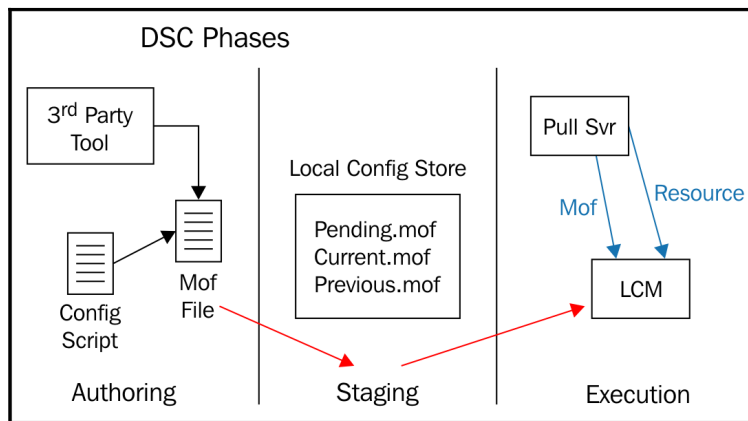 DSC Phases
3rd Party
Tool
Config
Script
Mof
File
Authoring
Local Config Store
Pending.mof
Current.mof
Previous.mof
Staging
Pull Svr
Mof
Resource
LCM
Execution